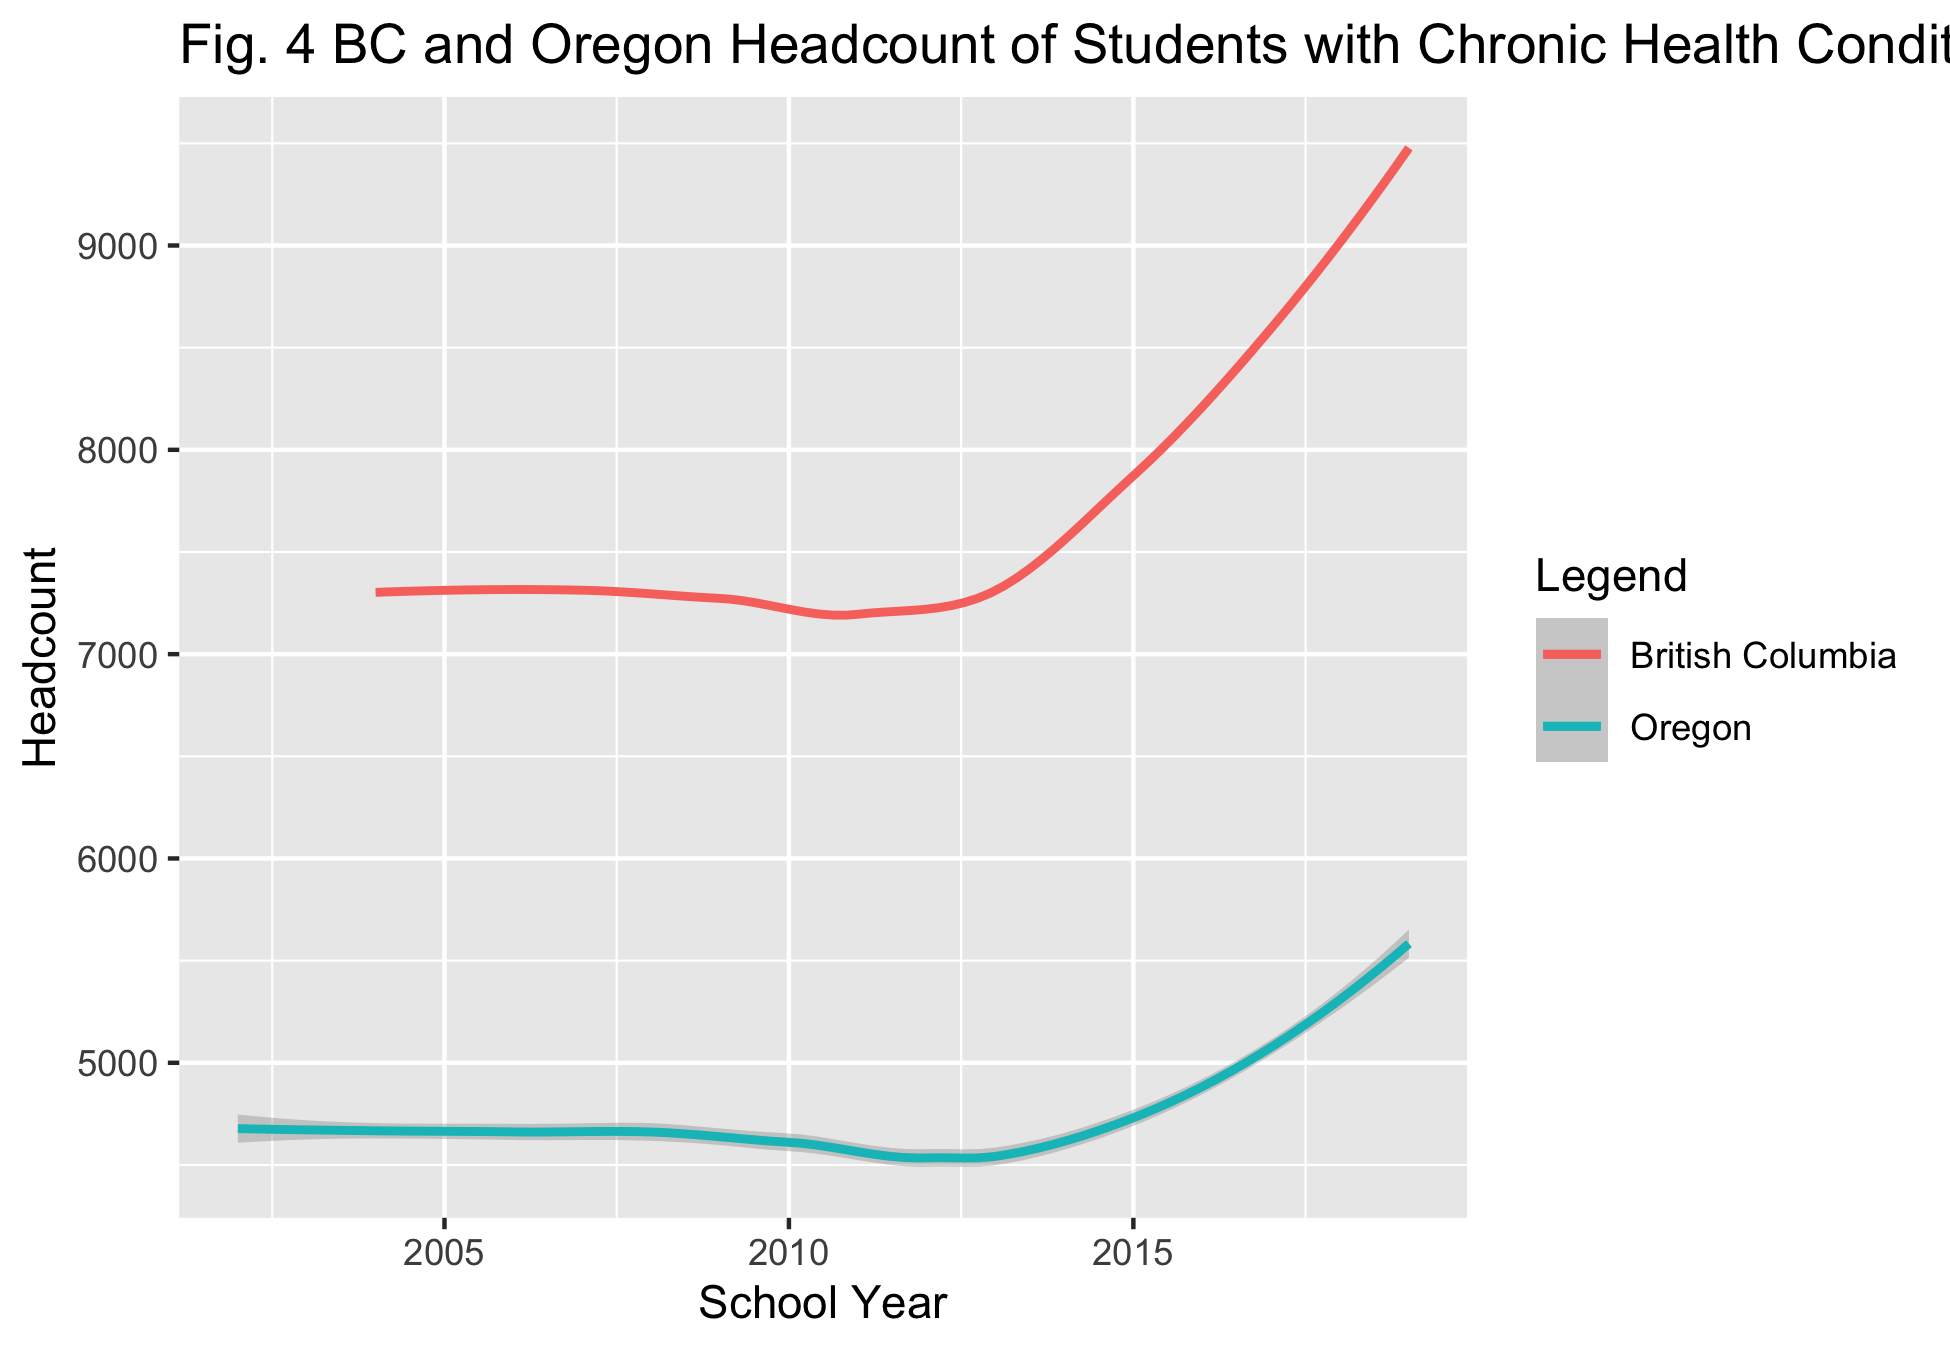 Fig. 4 BC and Oregon Headcount of Students with Chronic Health Condit
9000
8000
7000
6000
5000
Headcount
2005 2010 2015
School Year
Legend
British Columbia
Oregon